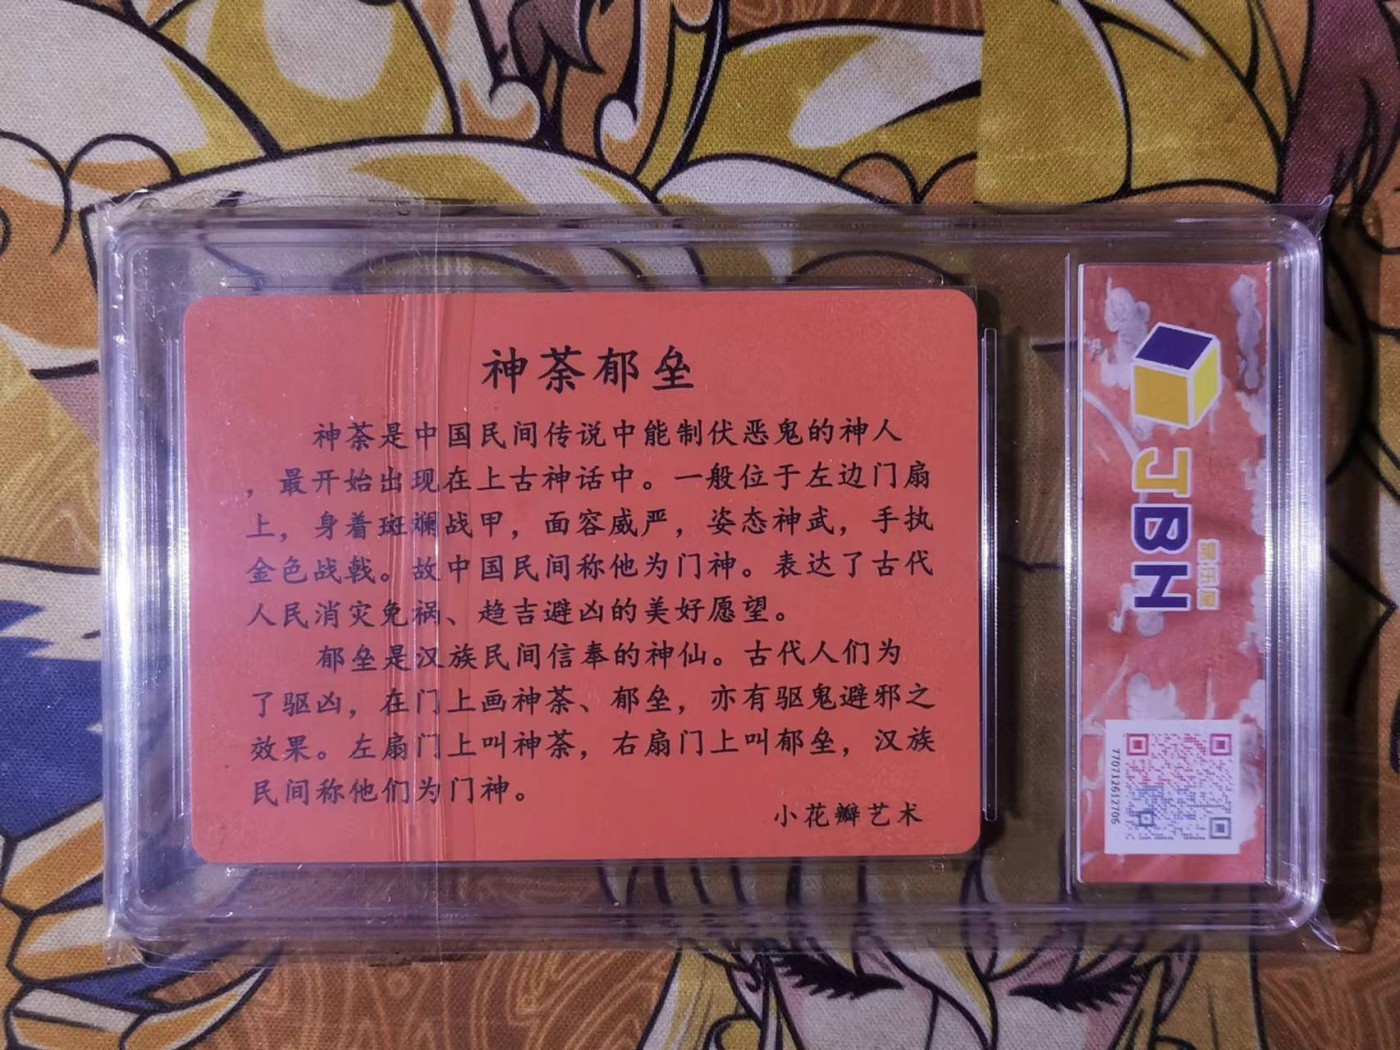 神荼郁垒
神荼是中国民间传说中能制伏恶鬼的神人
，最开始出现在上古神话中。一般位于左边门扇
上，身着斑斓战甲，面容威严，姿态神武，手执
金色战戟。故中国民间称他为门神。表达了古代
人民消灾免祸、趋吉避凶的美好愿望。
郁垒是汉族民间信奉的神仙。古代人们为
了驱凶，在门上画神荼、郁垒，亦有驱鬼避邪之
效果。左扇门上叫神荼，右扇门上叫郁垒，汉族
民间称他们为门神。
小花瓣艺术
JBH
770712612705